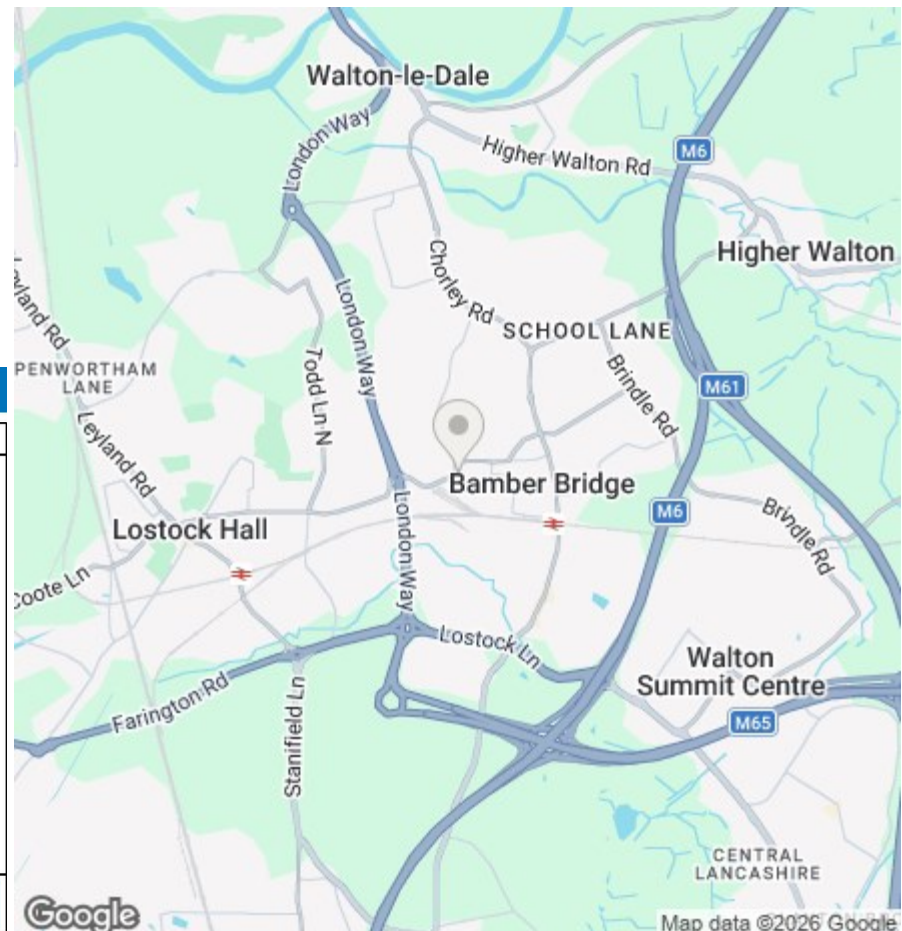 Walton-le-Dale
London Way
Higher Walton Rd
M6
Higher Walton
Chorley Rd
Leyland Rd
London Way
SCHOOL LANE
PENWORTHAM
LANE
Todd Ln N
Brindle Rd
M61
Leyland Rd
Bamber Bridge
London Way
M6
Brindle Rd
Lostock Hall
Coote Ln
Lostock Ln
Walton
Summit Centre
Farington Rd
M65
Stanifield Ln
CENTRAL
LANCASHIRE
Google
Map data ©2026 Google